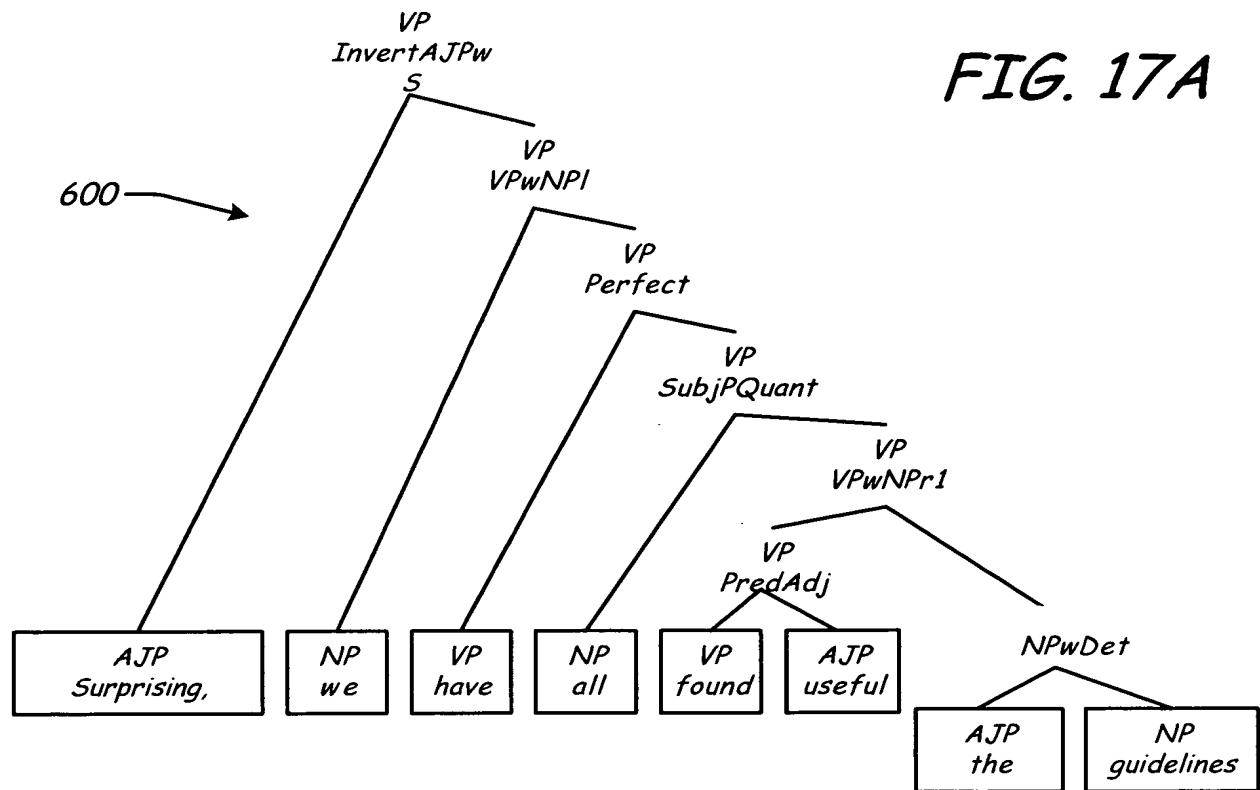 VP
InvertAJPw
S
FIG. 17A
VP
VPwNPl
600
VP
Perfect
VP
SubjPQuant
VP
VPwNPr1
VP
PredAdj
AJP
Surprising,
NP
we
VP
have
NP
all
VP
found
AJP
useful
NPwDet
AJP
the
NP
guidelines